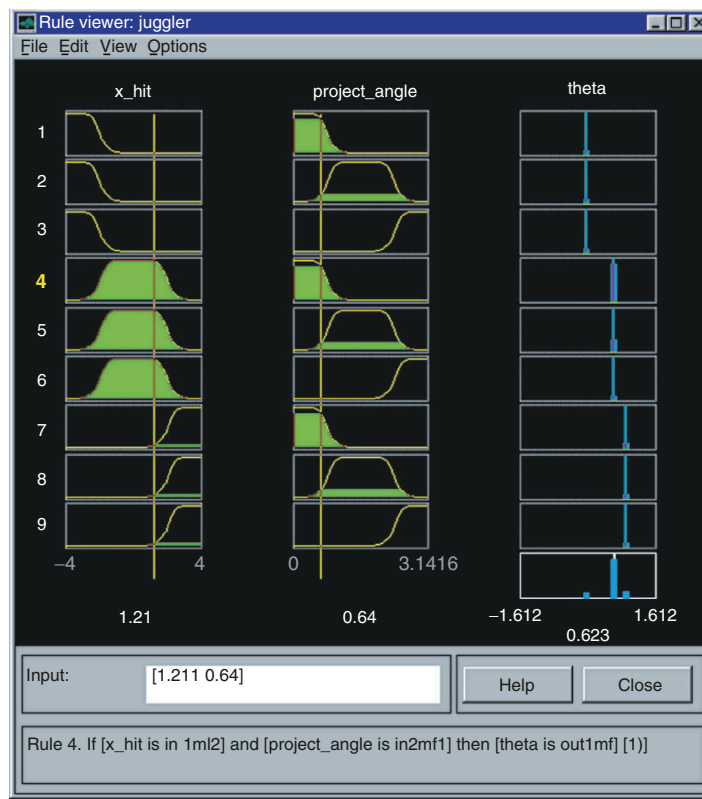 Rule viewer: juggler
File Edit View Options
x_hit project_angle theta
1
2
3
4
5
6
7
8
9
−4 4 0 3.1416
1.21 0.64 −1.612 1.612
0.623
Input: [1.211 0.64] Help Close
Rule 4. If [x_hit is in 1ml2] and [project_angle is in2mf1] then [theta is out1mf] [1)]